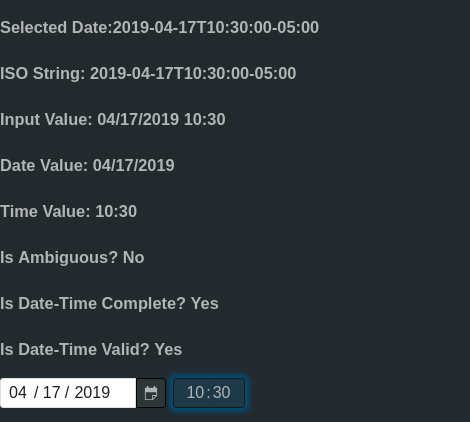 Selected Date:2019-04-17T10:30:00-05:00
ISO String: 2019-04-17T10:30:00-05:00
Input Value: 04/17/2019 10:30
Date Value: 04/17/2019
Time Value: 10:30
Is Ambiguous? No
Is Date-Time Complete? Yes
Is Date-Time Valid? Yes
04 / 17 / 2019 10:30